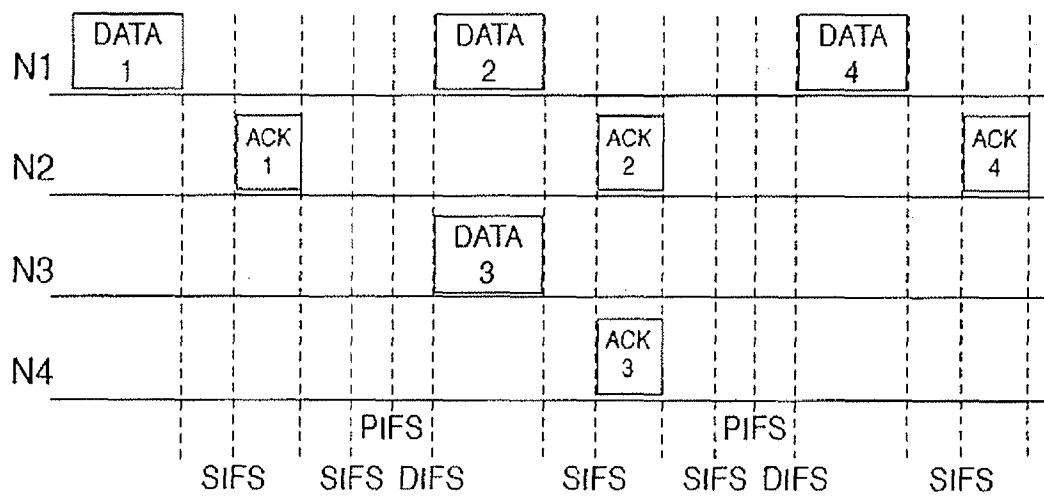 N1 DATA 1 DATA 2 DATA 4
N2 ACK 1 ACK 2 ACK 4
N3 DATA 3
N4 ACK 3
PIFS PIFS
SIFS SIFS DIFS SIFS SIFS DIFS SIFS